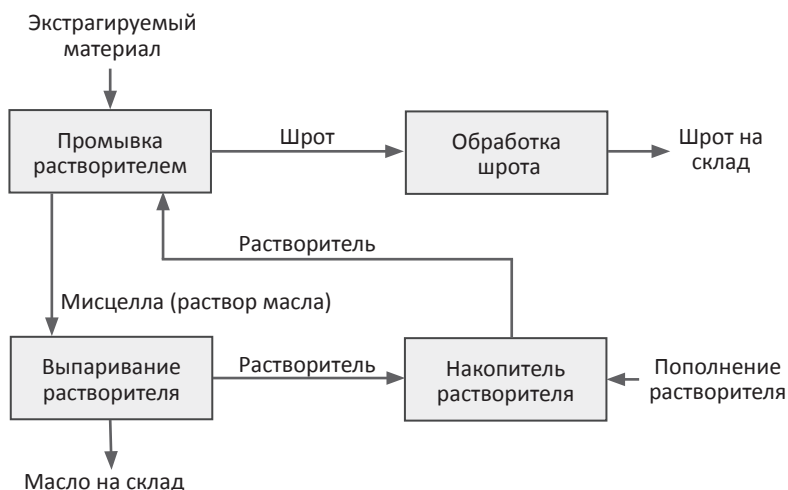 Экстрагируемый
материал
Промывка
растворителем
Шрот
Обработка
шрота
Шрот на
склад
Растворитель
Мисцелла (раствор масла)
Выпаривание
растворителя
Растворитель
Накопитель
растворителя
Пополнение
растворителя
Масло на склад